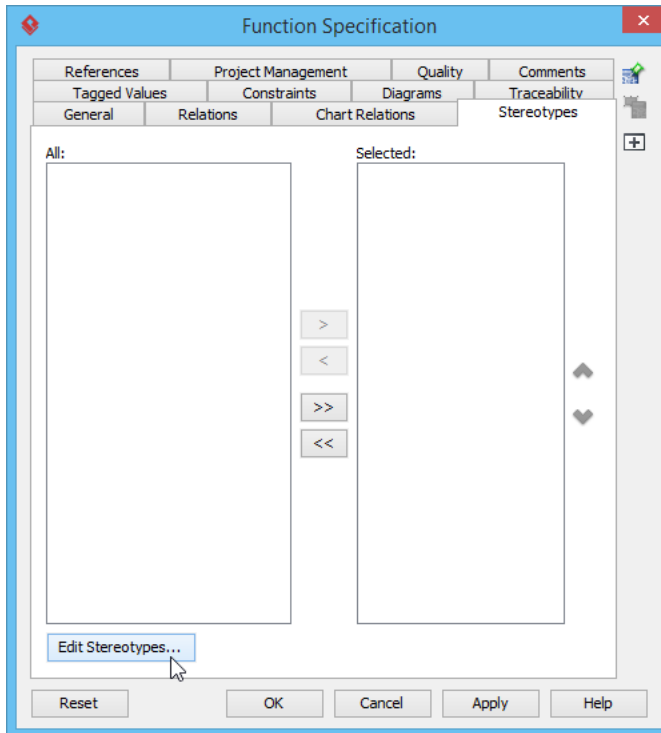 Function Specification
References Project Management Quality Comments
Tagged Values Constraints Diagrams Traceability
General Relations Chart Relations Stereotypes
All: Selected:
>
<
>>
<<
Edit Stereotypes...
Reset OK Cancel Apply Help